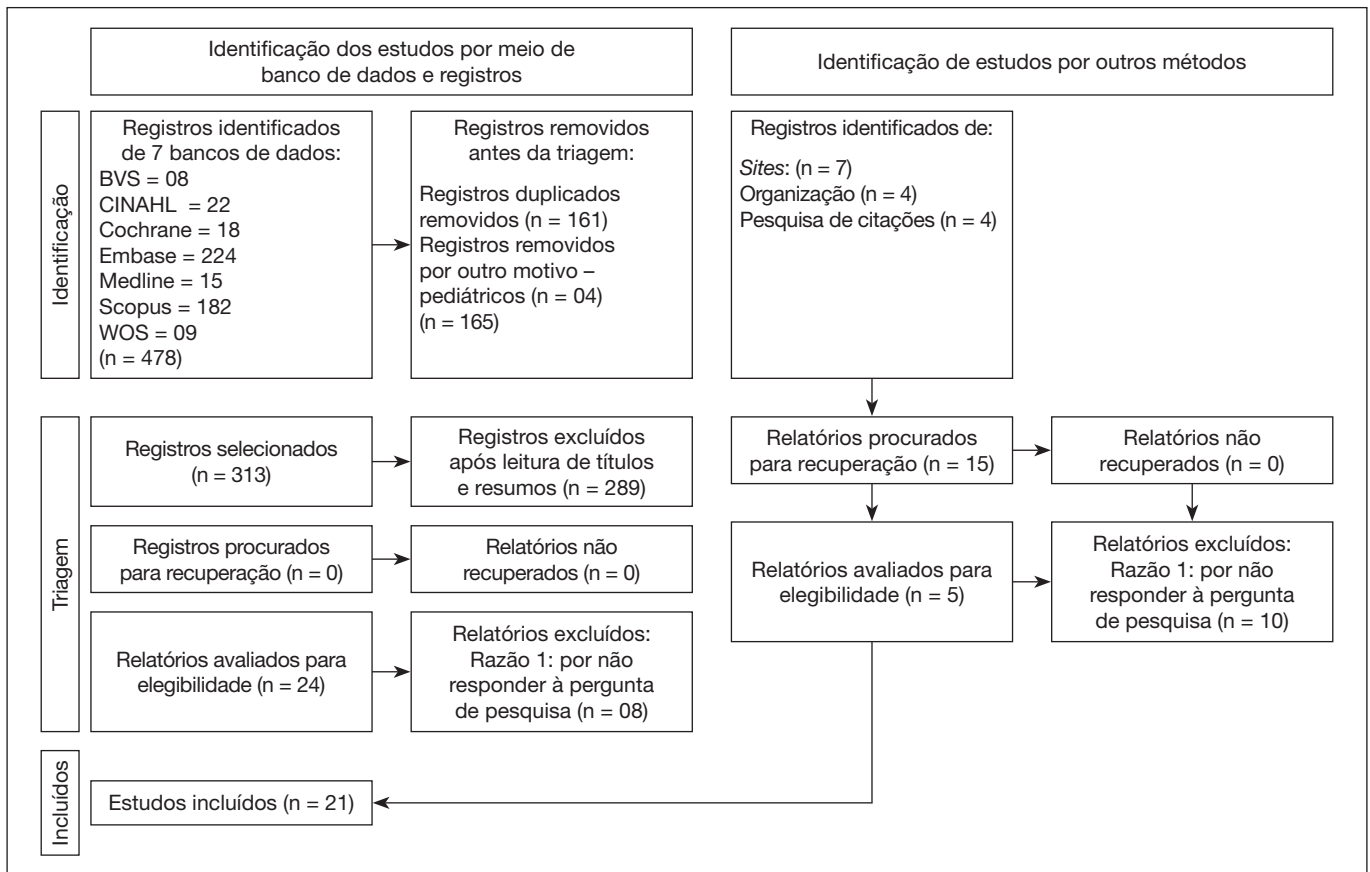 Identificação dos estudos por meio de
banco de dados e registros
Identificação de estudos por outros métodos
Identificação
Registros identificados
de 7 bancos de dados:
BVS = 08
CINAHL = 22
Cochrane = 18
Embase = 224
Medline = 15
Scopus = 182
WOS = 09
(n = 478)
Registros removidos
antes da triagem:
Registros duplicados
removidos (n = 161)
Registros removidos
por outro motivo –
pediátricos (n = 04)
(n = 165)
Registros identificados de:
Sites: (n = 7)
Organização (n = 4)
Pesquisa de citações (n = 4)
Triagem
Registros selecionados
(n = 313)
Registros excluídos
após leitura de títulos
e resumos (n = 289)
Relatórios procurados
para recuperação (n = 15)
Relatórios não
recuperados (n = 0)
Registros procurados
para recuperação (n = 0)
Relatórios não
recuperados (n = 0)
Relatórios avaliados para
elegibilidade (n = 5)
Relatórios excluídos:
Razão 1: por não
responder à pergunta
de pesquisa (n = 10)
Relatórios avaliados para
elegibilidade (n = 24)
Relatórios excluídos:
Razão 1: por não
responder à pergunta
de pesquisa (n = 08)
Incluídos
Estudos incluídos (n = 21)